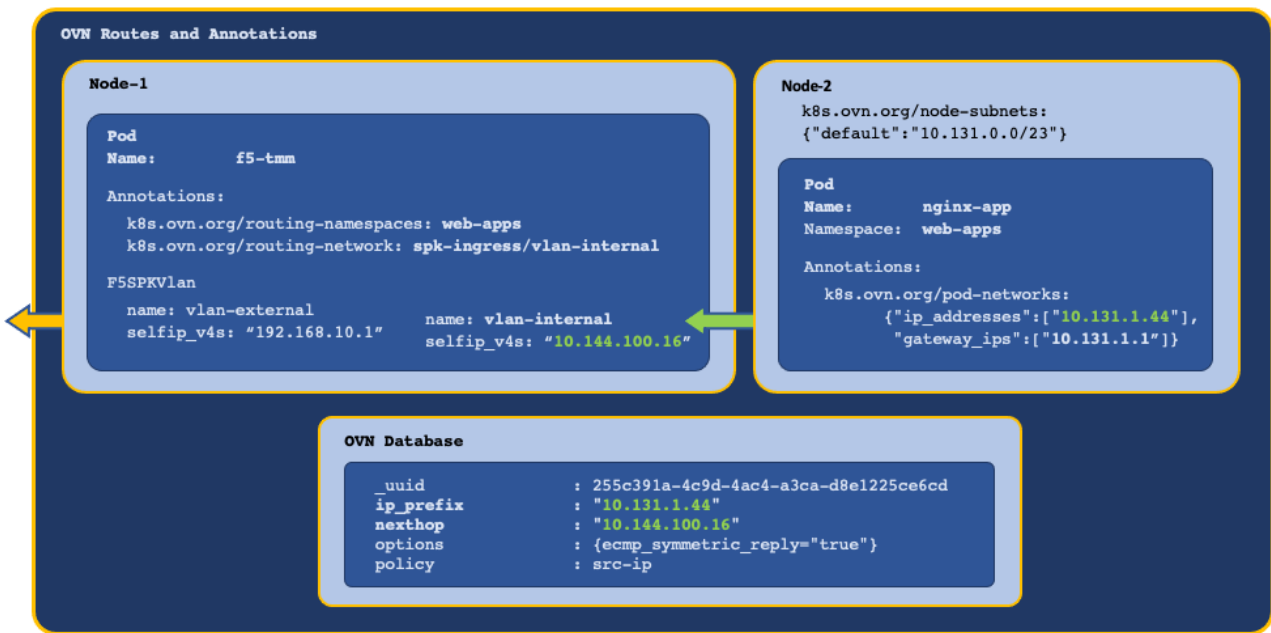 OVN Routes and Annotations
Node-1
Pod
Name: f5-tmm
Annotations:
k8s.ovn.org/routing-namespaces: web-apps
k8s.ovn.org/routing-network: spk-ingress/vlan-internal
F5SPKVlan
name: vlan-external
selfip_v4s: “192.168.10.1”
name: vlan-internal
selfip_v4s: “10.144.100.16”
Node-2
k8s.ovn.org/node-subnets:
{"default":"10.131.0.0/23"}
Pod
Name: nginx-app
Namespace: web-apps
Annotations:
k8s.ovn.org/pod-networks:
{"ip_addresses":["10.131.1.44"],
"gateway_ips":["10.131.1.1”]}
OVN Database
_uuid : 255c391a-4c9d-4ac4-a3ca-d8e1225ce6cd
ip_prefix : "10.131.1.44"
nexthop : "10.144.100.16"
options : {ecmp_symmetric_reply="true"}
policy : src-ip